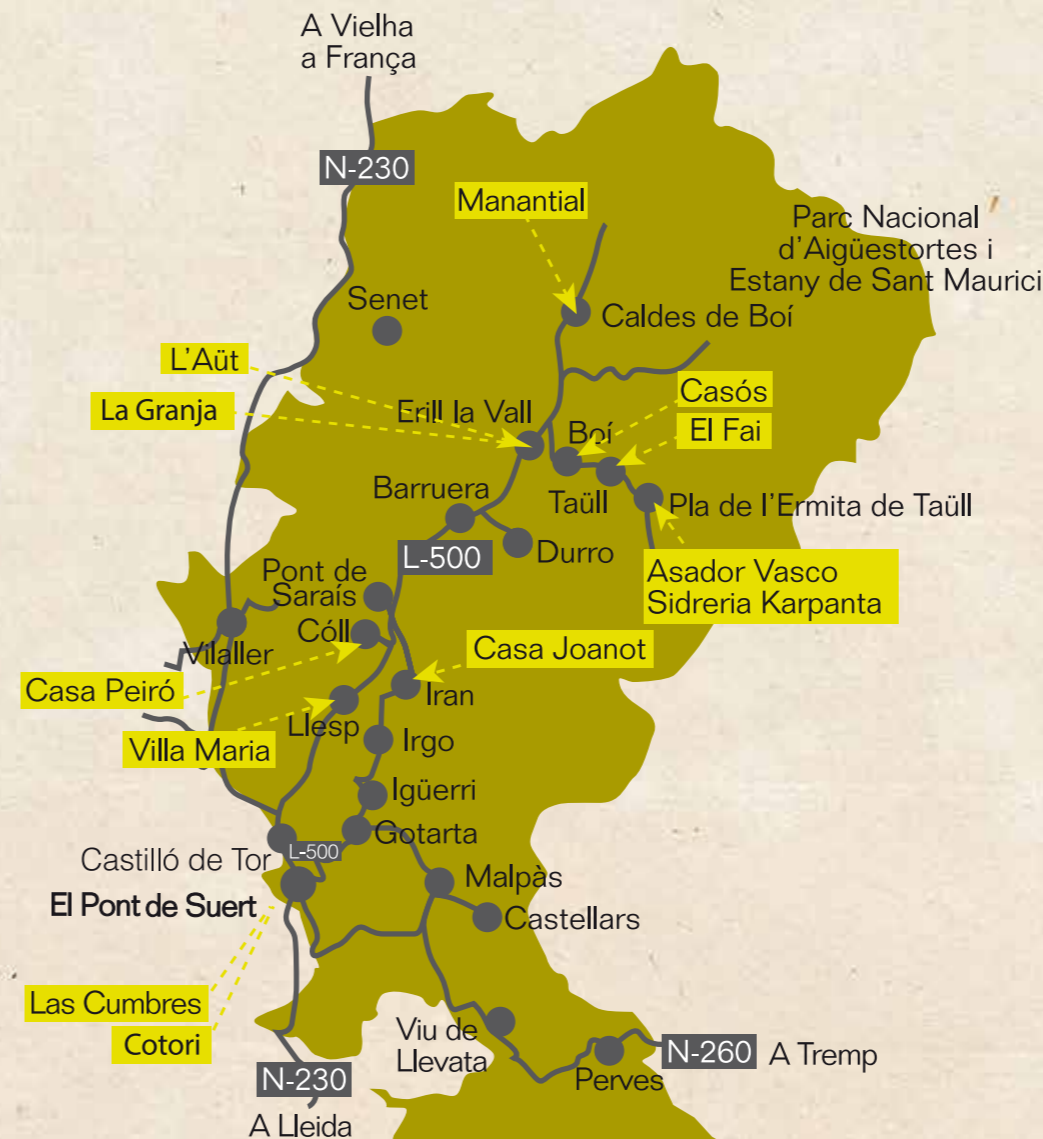 A Vielha
a França
N-230
Manantial
Parc Nacional
d'Aigüestortes i
Estany de Sant Maurici
Senet
Caldes de Boí
L'Aüt
La Granja
Erill la Vall
Casós
Boí
El Fai
Barruera
Taüll
Pla de l'Ermita de Taüll
Durro
L-500
Asador Vasco
Sidreria Karpanta
Pont de
Saraís
Cóll
Vilaller
Casa Joanot
Casa Peiró
Iran
Llesp
Villa Maria
Irgo
Igüerri
Gotarta
Castilló de Tor
L-500
El Pont de Suert
Malpàs
Castellars
Las Cumbres
Cotori
Viu de
Llevata
N-260
A Tremp
Perves
N-230
A Lleida